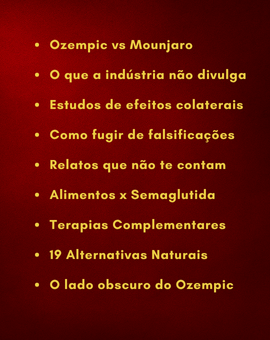 • Ozempic vs Mounjaro
• O que a indústria não divulga
• Estudos de efeitos colaterais
• Como fugir de falsificações
• Relatos que não te contam
• Alimentos x Semaglutida
• Terapias Complementares
• 19 Alternativas Naturais
• O lado obscuro do Ozempic